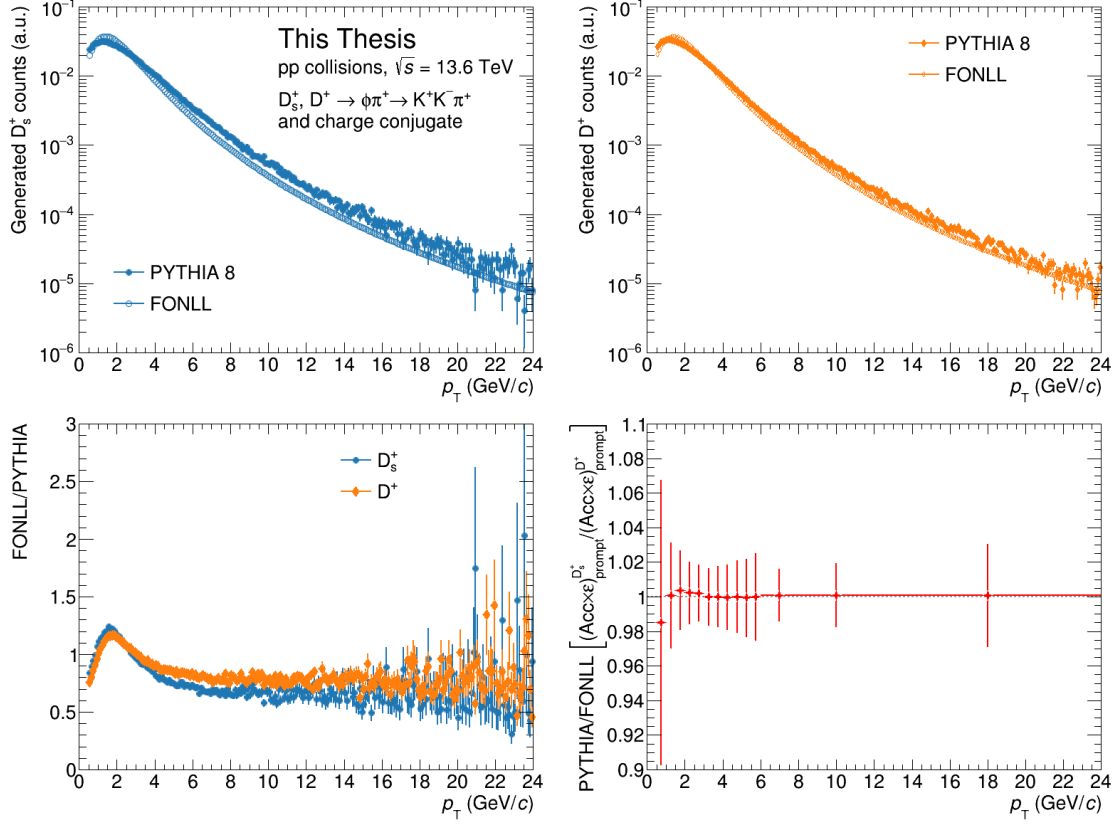 Generated D_s^+ counts (a.u.)
10^−1
10^−2
10^−3
10^−4
10^−5
10^−6
This Thesis
pp collisions, √s = 13.6 TeV
D_s^+, D^+ → ϕπ^+→ K^+K^−π^+
and charge conjugate
PYTHIA 8
FONLL
0 2 4 6 8 10 12 14 16 18 20 22 24
p_T (GeV/c)
Generated D^+ counts (a.u.)
10^−1
10^−2
10^−3
10^−4
10^−5
10^−6
PYTHIA 8
FONLL
0 2 4 6 8 10 12 14 16 18 20 22 24
p_T (GeV/c)
FONLL/PYTHIA
3
2.5
2
1.5
1
0.5
0
D_s^+
D^+
0 2 4 6 8 10 12 14 16 18 20 22 24
p_T (GeV/c)
PYTHIA/FONLL [(Acc×ε)_prompt^{D_s^+}/(Acc×ε)_prompt^{D^+}]
1.1
1.08
1.06
1.04
1.02
1
0.98
0.96
0.94
0.92
0.9
0 2 4 6 8 10 12 14 16 18 20 22 24
p_T (GeV/c)